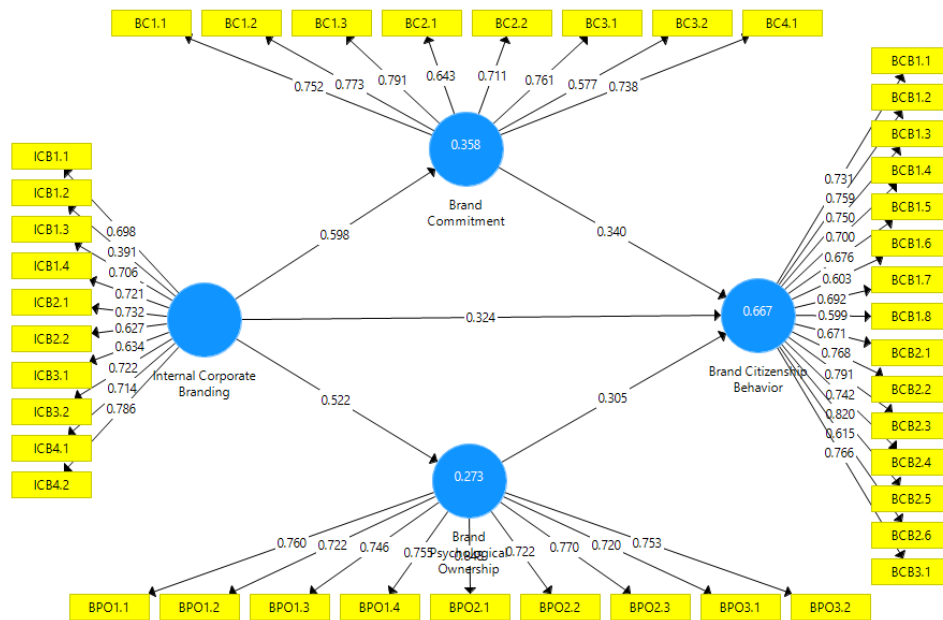 BC1.1
BC1.2
BC1.3
BC2.1
BC2.2
BC3.1
BC3.2
BC4.1
0.752
0.773
0.791
0.643
0.711
0.761
0.577
0.738
0.358
Brand
Commitment
ICB1.1
ICB1.2
ICB1.3
ICB1.4
ICB2.1
ICB2.2
ICB3.1
ICB3.2
ICB4.1
ICB4.2
0.698
0.391
0.706
0.721
0.732
0.627
0.634
0.722
0.714
0.786
Internal Corporate
Branding
0.598
0.340
0.324
0.522
0.305
0.667
Brand Citizenship
Behavior
0.731
0.759
0.750
0.700
0.676
0.603
0.692
0.599
0.671
0.768
0.791
0.742
0.820
0.615
0.766
BCB1.1
BCB1.2
BCB1.3
BCB1.4
BCB1.5
BCB1.6
BCB1.7
BCB1.8
BCB2.1
BCB2.2
BCB2.3
BCB2.4
BCB2.5
BCB2.6
BCB3.1
0.273
Brand
Psychological
Ownership
0.760
0.722
0.746
0.755
0.722
0.770
0.720
0.753
BPO1.1
BPO1.2
BPO1.3
BPO1.4
BPO2.1
BPO2.2
BPO2.3
BPO3.1
BPO3.2